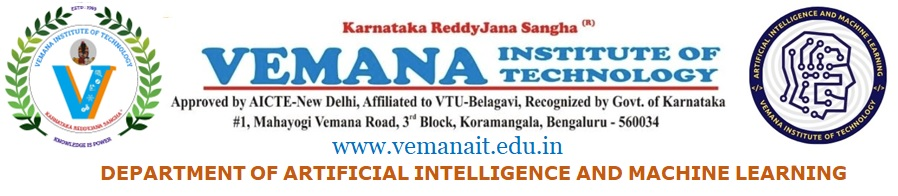 ESTD-1999
VEMANA INSTITUTE OF TECHNOLOGY
V
KARNATAKA REDDYJANA SANGHA
KNOWLEDGE IS POWER
Karnataka ReddyJana Sangha (R)
VEMANA INSTITUTE OF
TECHNOLOGY
Approved by AICTE-New Delhi, Affiliated to VTU-Belagavi, Recognized by Govt. of Karnataka
#1, Mahayogi Vemana Road, 3rd Block, Koramangala, Bengaluru - 560034
www.vemanait.edu.in
ARTIFICIAL INTELLIGENCE AND MACHINE LEARNING
VEMANA INSTITUTE OF TECHNOLOGY
</>
DEPARTMENT OF ARTIFICIAL INTELLIGENCE AND MACHINE LEARNING